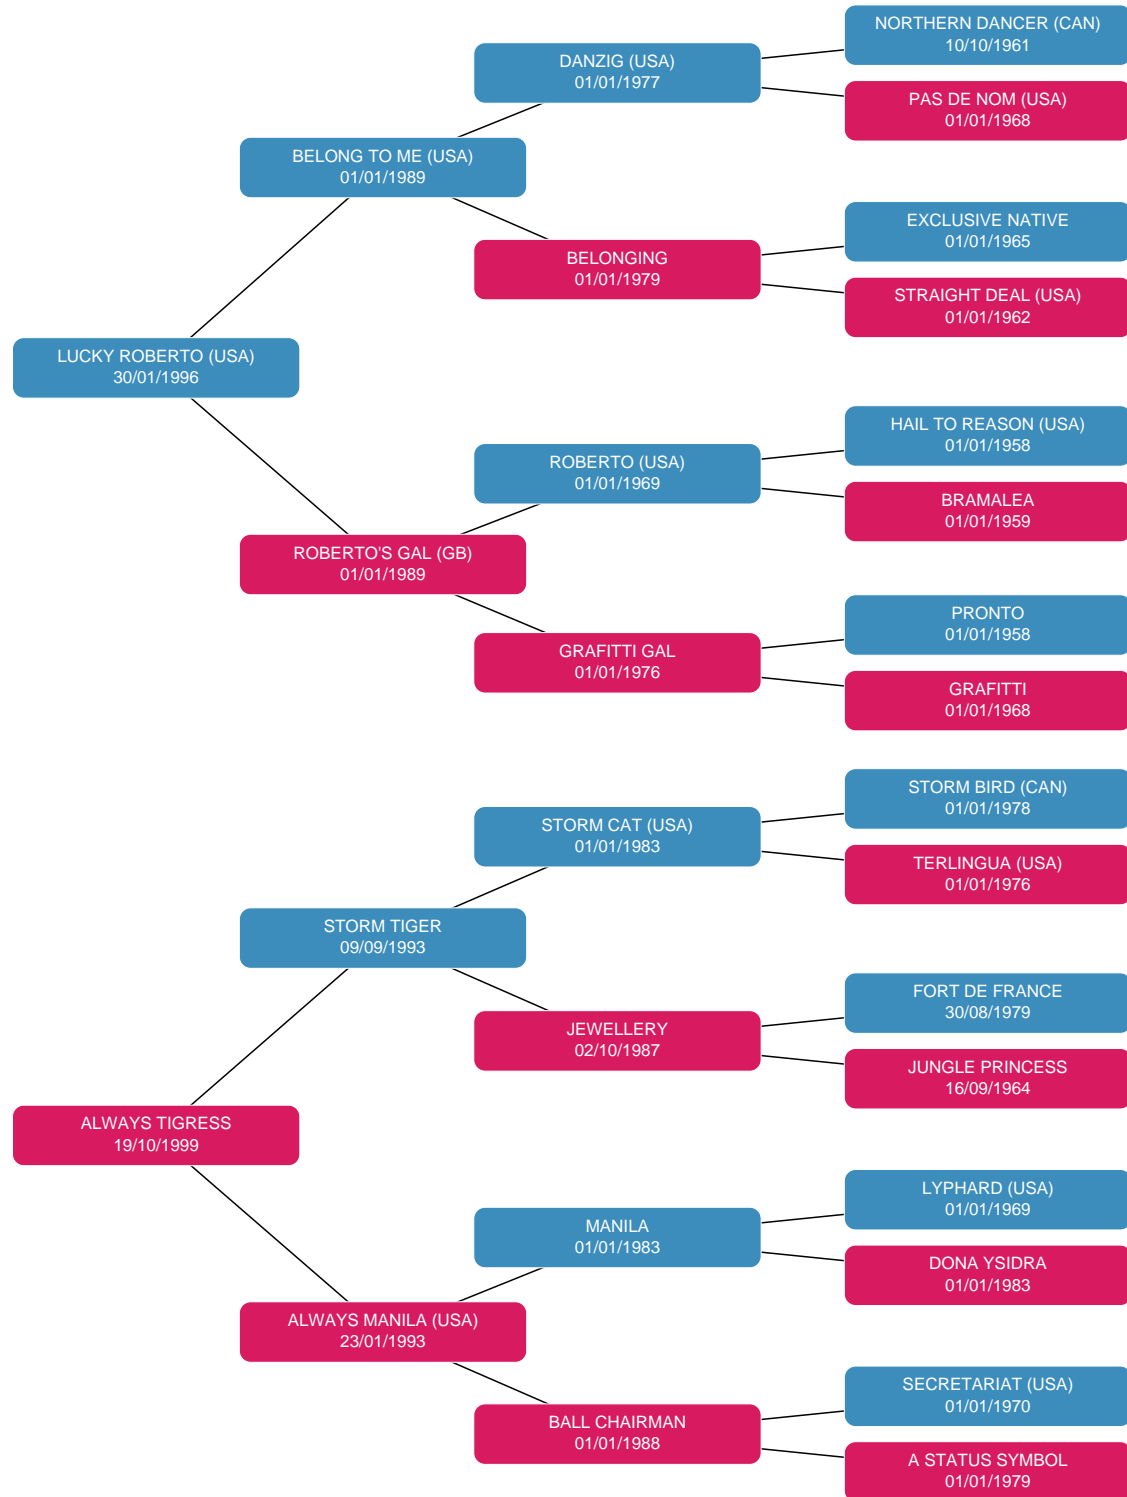 NORTHERN DANCER (CAN)
10/10/1961
DANZIG (USA)
01/01/1977
PAS DE NOM (USA)
01/01/1968
BELONG TO ME (USA)
01/01/1989
EXCLUSIVE NATIVE
01/01/1965
BELONGING
01/01/1979
STRAIGHT DEAL (USA)
01/01/1962
LUCKY ROBERTO (USA)
30/01/1996
HAIL TO REASON (USA)
01/01/1958
ROBERTO (USA)
01/01/1969
BRAMALEA
01/01/1959
ROBERTO'S GAL (GB)
01/01/1989
PRONTO
01/01/1958
GRAFITTI GAL
01/01/1976
GRAFITTI
01/01/1968
STORM BIRD (CAN)
01/01/1978
STORM CAT (USA)
01/01/1983
TERLINGUA (USA)
01/01/1976
STORM TIGER
09/09/1993
FORT DE FRANCE
30/08/1979
JEWELLERY
02/10/1987
JUNGLE PRINCESS
16/09/1964
ALWAYS TIGRESS
19/10/1999
LYPHARD (USA)
01/01/1969
MANILA
01/01/1983
DONA YSIDRA
01/01/1983
ALWAYS MANILA (USA)
23/01/1993
SECRETARIAT (USA)
01/01/1970
BALL CHAIRMAN
01/01/1988
A STATUS SYMBOL
01/01/1979